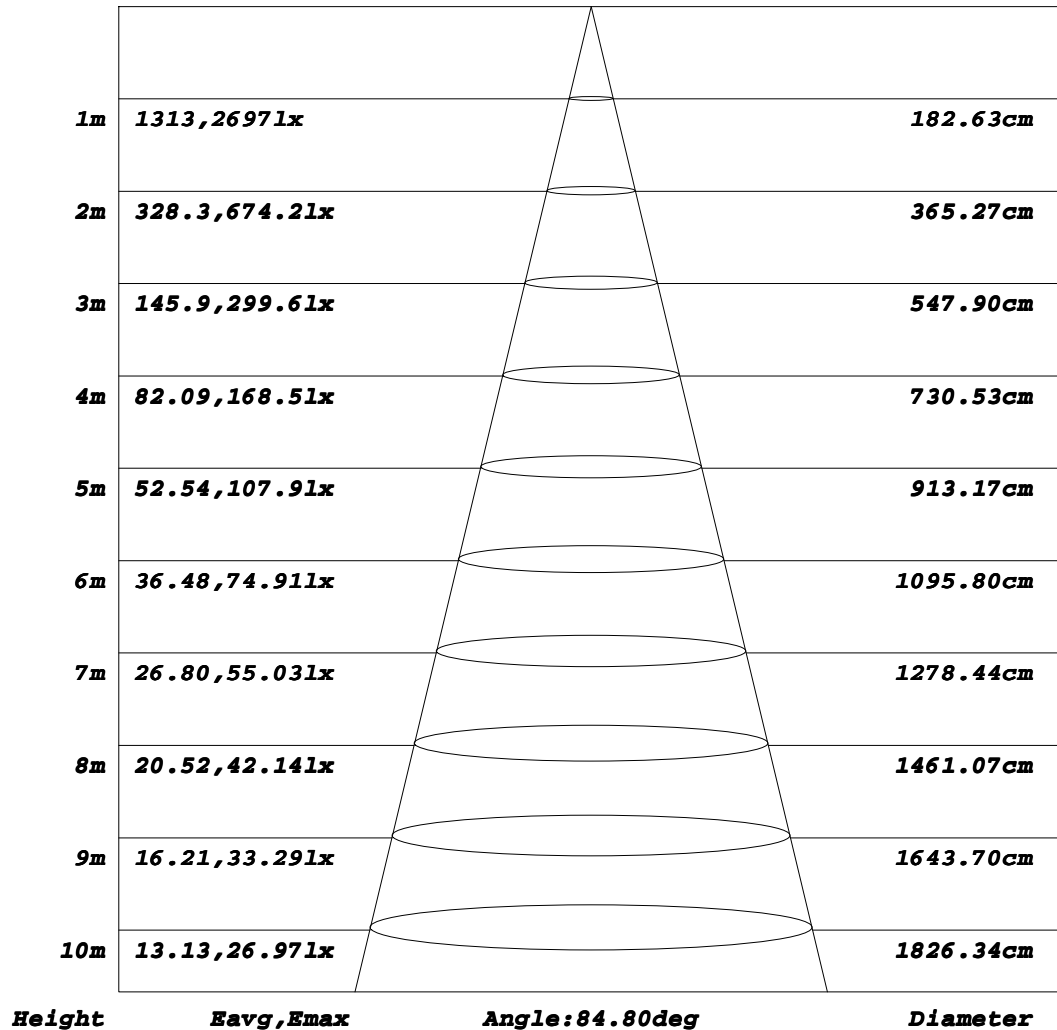 1m 1313,2697lx 182.63cm
2m 328.3,674.2lx 365.27cm
3m 145.9,299.6lx 547.90cm
4m 82.09,168.5lx 730.53cm
5m 52.54,107.9lx 913.17cm
6m 36.48,74.91lx 1095.80cm
7m 26.80,55.03lx 1278.44cm
8m 20.52,42.14lx 1461.07cm
9m 16.21,33.29lx 1643.70cm
10m 13.13,26.97lx 1826.34cm
Height Eavg,Emax Angle:84.80deg Diameter